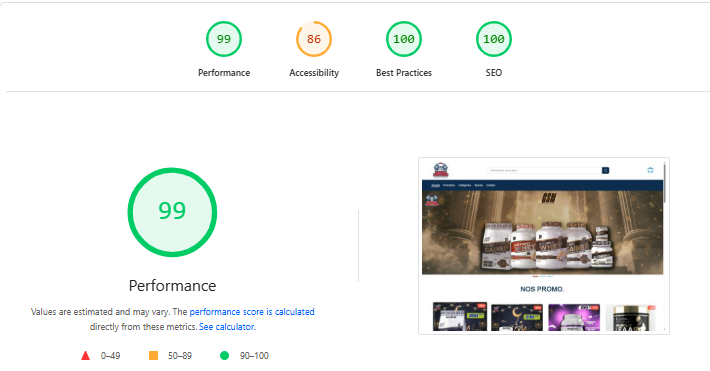 99
86
100
100
Performance
Accessibility
Best Practices
SEO
99
Performance
Values are estimated and may vary. The performance score is calculated
directly from these metrics. See calculator.
0–49
50–89
90–100
GSN
NOS PROMO.